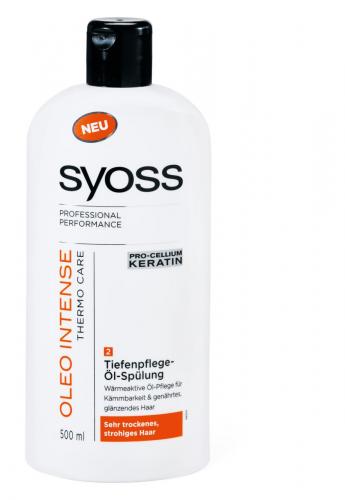 NEU
syoss
PROFESSIONAL
PERFORMANCE
OLEO INTENSE
THERMO CARE
PRO-CELLIUM
KERATIN
2
Tiefenpflege-
Öl-Spülung
Wärmeaktive Öl-Pflege für
Kämmbarkeit & genährtes,
glänzendes Haar
Sehr trockenes,
strohiges Haar
500 ml